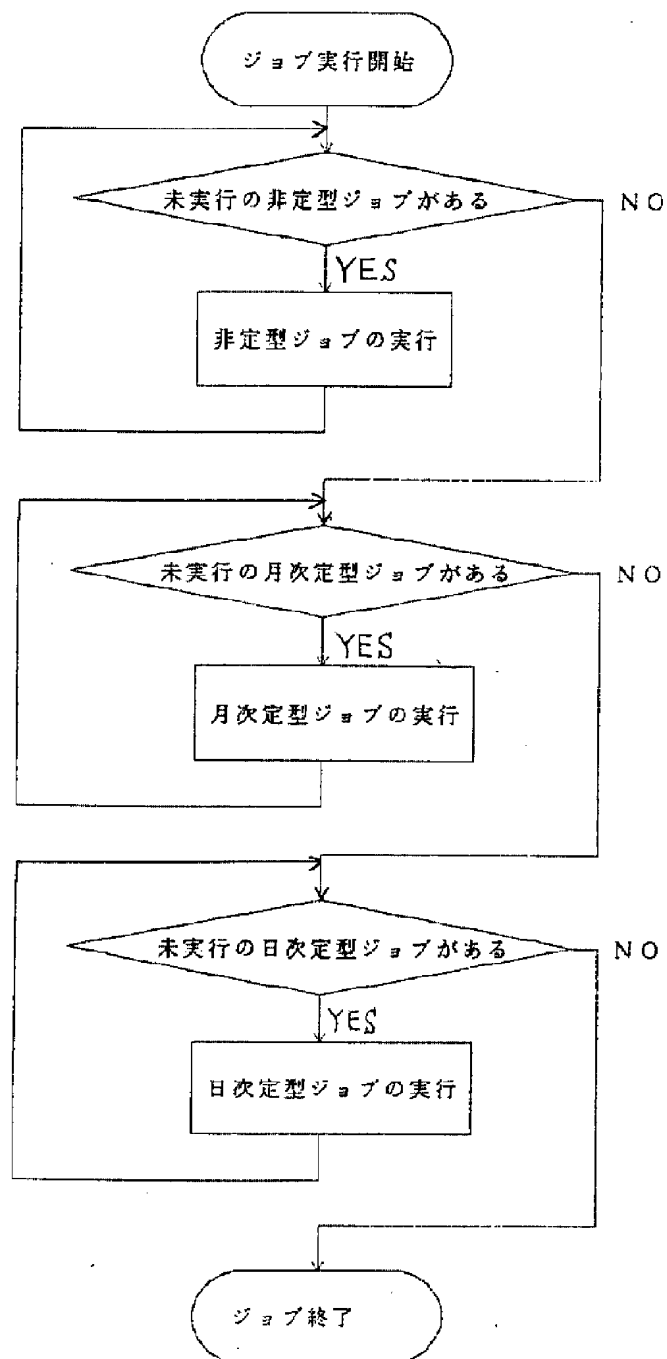 ジョブ実行開始
未実行の非定型ジョブがある
NO
YES
非定型ジョブの実行
未実行の月次定型ジョブがある
NO
YES
月次定型ジョブの実行
未実行の日次定型ジョブがある
NO
YES
日次定型ジョブの実行
ジョブ終了